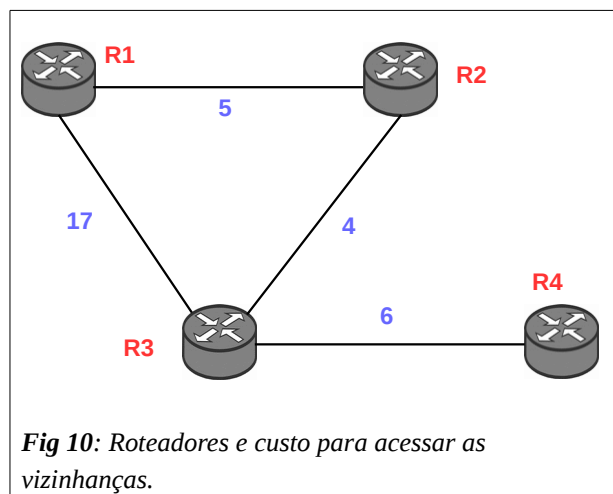 R1
R2
5
17
4
R4
6
R3
Fig 10: Roteadores e custo para acessar as
vizinhanças.